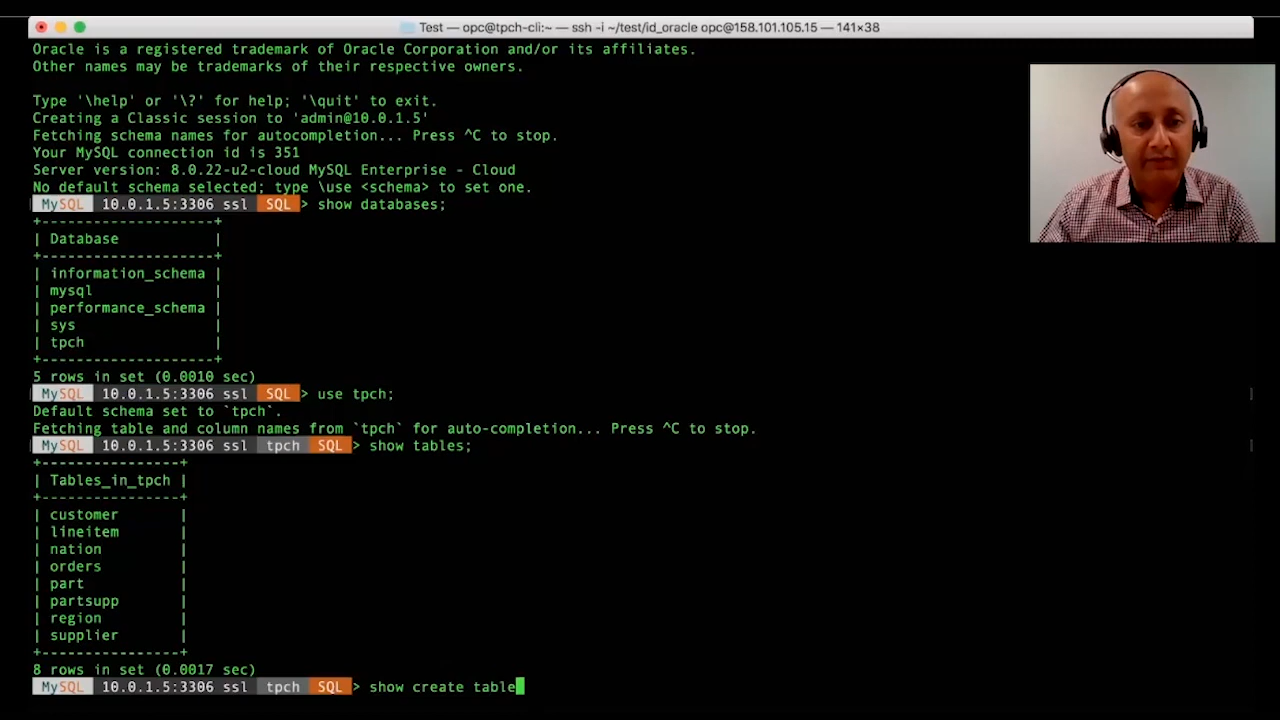 Test — opc@tpch-cli:~ — ssh -i ~/test/id_oracle opc@158.101.105.15 — 141×38
Oracle is a registered trademark of Oracle Corporation and/or its affiliates.
Other names may be trademarks of their respective owners.
Type '\help' or '\?' for help; '\quit' to exit.
Creating a Classic session to 'admin@10.0.1.5'
Fetching schema names for autocompletion... Press ^C to stop.
Your MySQL connection id is 351
Server version: 8.0.22-u2-cloud MySQL Enterprise - Cloud
No default schema selected; type \use <schema> to set one.
MySQL 10.0.1.5:3306 ssl SQL > show databases;
+--------------------+
| Database           |
+--------------------+
| information_schema |
| mysql              |
| performance_schema |
| sys                |
| tpch               |
+--------------------+
5 rows in set (0.0010 sec)
MySQL 10.0.1.5:3306 ssl SQL > use tpch;
Default schema set to `tpch`.
Fetching table and column names from `tpch` for auto-completion... Press ^C to stop.
MySQL 10.0.1.5:3306 ssl tpch SQL > show tables;
+----------------+
| Tables_in_tpch |
+----------------+
| customer       |
| lineitem       |
| nation         |
| orders         |
| part           |
| partsupp       |
| region         |
| supplier       |
+----------------+
8 rows in set (0.0017 sec)
MySQL 10.0.1.5:3306 ssl tpch SQL > show create table